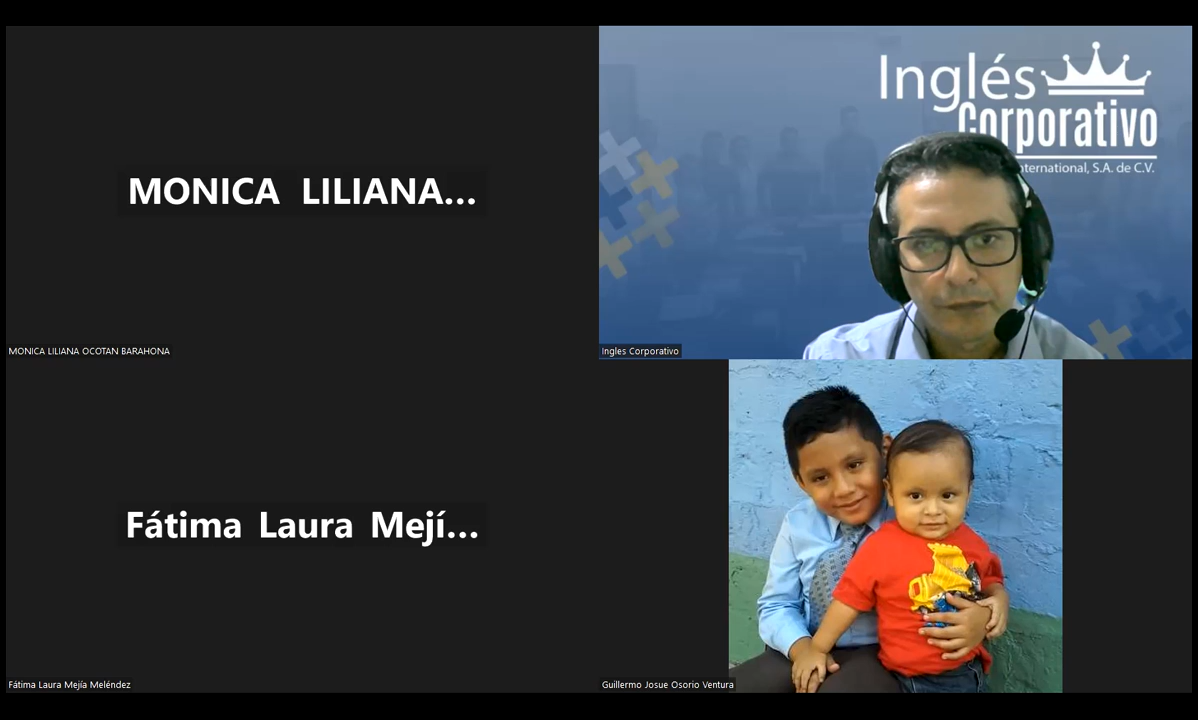 MONICA LILIANA...
MONICA LILIANA OCOTAN BARAHONA
Inglés
Corporativo
International, S.A. de C.V.
Ingles Corporativo
Fátima Laura Mejí...
Fátima Laura Mejía Meléndez
Guillermo Josue Osorio Ventura